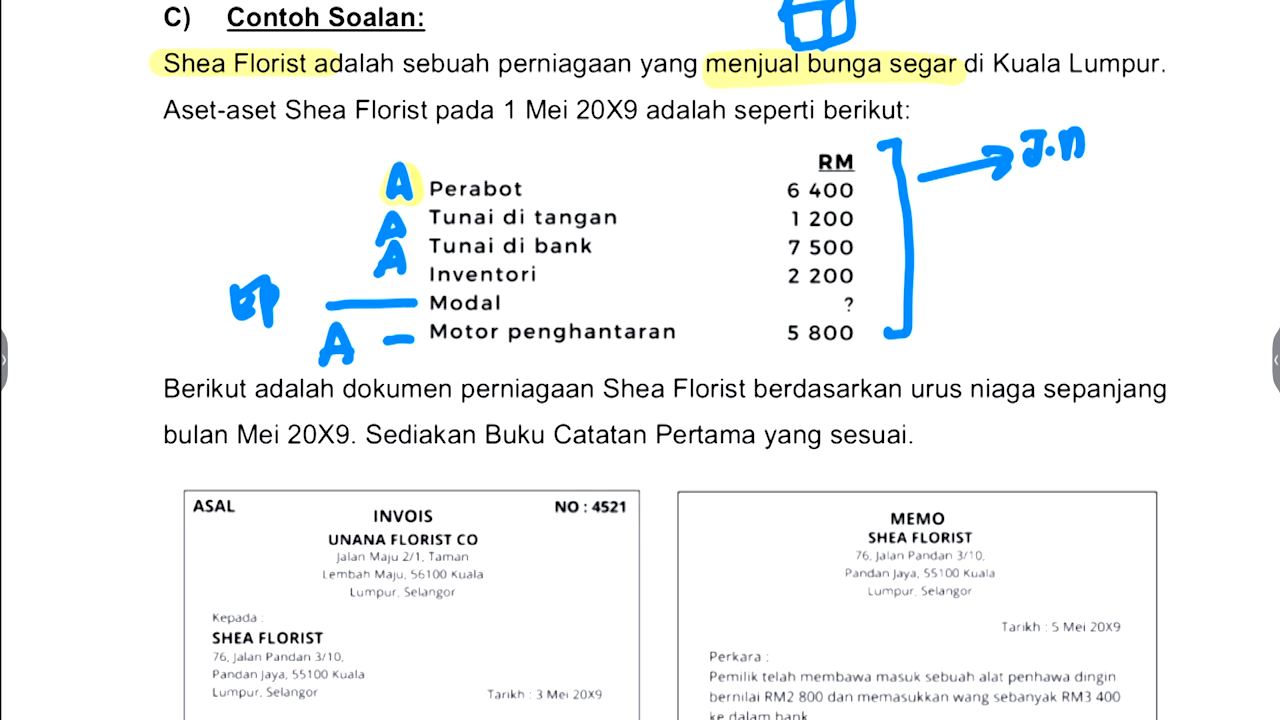 C) Contoh Soalan:
Shea Florist adalah sebuah perniagaan yang menjual bunga segar di Kuala Lumpur.
Aset-aset Shea Florist pada 1 Mei 20X9 adalah seperti berikut:
RM
J.n
A Perabot 6 400
A Tunai di tangan 1 200
A Tunai di bank 7 500
Inventori 2 200
EP Modal ?
A – Motor penghantaran 5 800
Berikut adalah dokumen perniagaan Shea Florist berdasarkan urus niaga sepanjang
bulan Mei 20X9. Sediakan Buku Catatan Pertama yang sesuai.
ASAL
NO : 4521
INVOIS
UNANA FLORIST CO
Jalan Maju 2/1, Taman
Lembah Maju, 56100 Kuala
Lumpur, Selangor
Kepada :
SHEA FLORIST
76, Jalan Pandan 3/10,
Pandan Jaya, 55100 Kuala
Lumpur, Selangor
Tarikh : 3 Mei 20X9
MEMO
SHEA FLORIST
76, Jalan Pandan 3/10,
Pandan Jaya, 55100 Kuala
Lumpur, Selangor
Tarikh : 5 Mei 20X9
Perkara :
Pemilik telah membawa masuk sebuah alat penhawa dingin
bernilai RM2 800 dan memasukkan wang sebanyak RM3 400
ke dalam bank